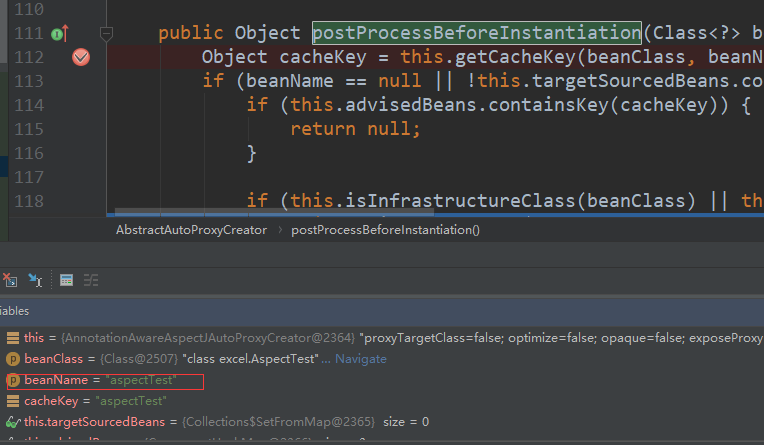 110
111 public Object postProcessBeforeInstantiation(Class<?> b
112 Object cacheKey = this.getCacheKey(beanClass, beanN
113 if (beanName == null || !this.targetSourcedBeans.co
114 if (this.advisedBeans.containsKey(cacheKey)) {
115 return null;
116 }
117
118 if (this.isInfrastructureClass(beanClass) || th
AbstractAutoProxyCreator › postProcessBeforeInstantiation()
iables
this = {AnnotationAwareAspectJAutoProxyCreator@2364} "proxyTargetClass=false; optimize=false; opaque=false; exposeProxy
beanClass = {Class@2507} "class excel.AspectTest"... Navigate
beanName = "aspectTest"
cacheKey = "aspectTest"
this.targetSourcedBeans = {Collections$SetFromMap@2365} size = 0